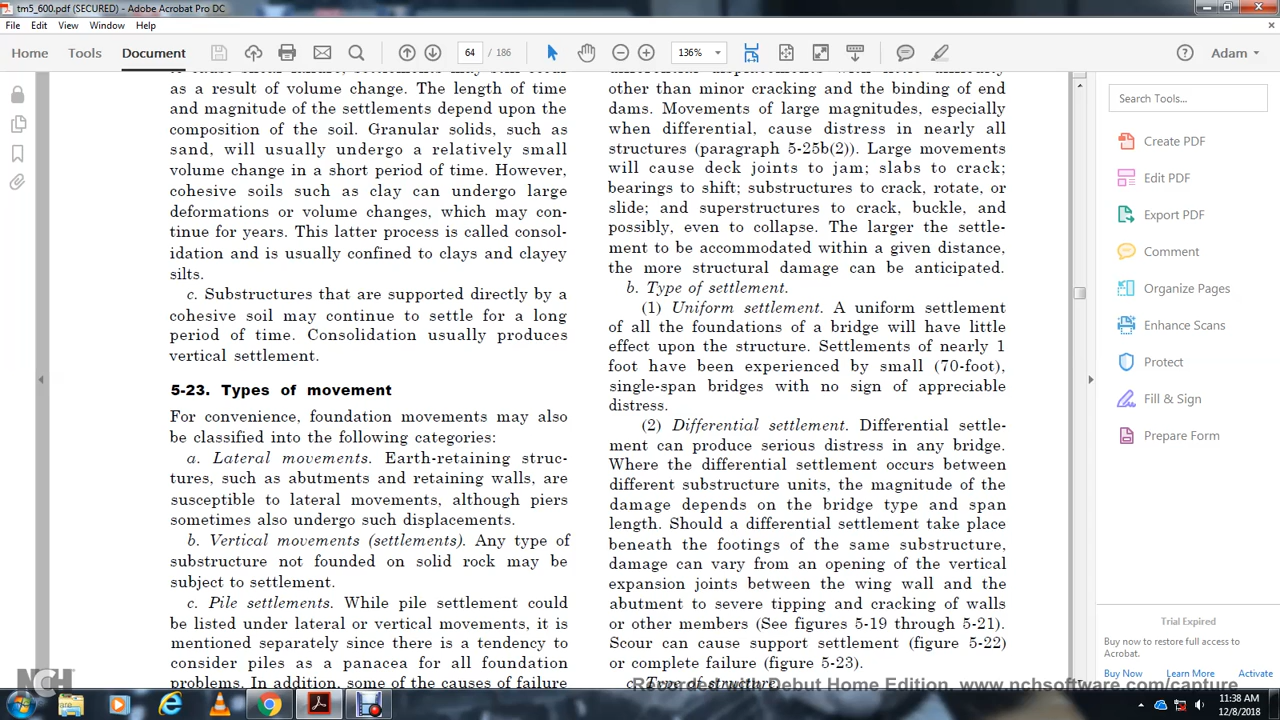 tm5_600.pdf (SECURED) - Adobe Acrobat Pro DC
File Edit View Window Help
Home Tools Document 64 / 186 136% Adam
as a result of volume change. The length of time
and magnitude of the settlements depend upon the
composition of the soil. Granular solids, such as
sand, will usually undergo a relatively small
volume change in a short period of time. However,
cohesive soils such as clay can undergo large
deformations or volume changes, which may con-
tinue for years. This latter process is called consol-
idation and is usually confined to clays and clayey
silts.
c. Substructures that are supported directly by a
cohesive soil may continue to settle for a long
period of time. Consolidation usually produces
vertical settlement.
5-23. Types of movement
For convenience, foundation movements may also
be classified into the following categories:
a. Lateral movements. Earth-retaining struc-
tures, such as abutments and retaining walls, are
susceptible to lateral movements, although piers
sometimes also undergo such displacements.
b. Vertical movements (settlements). Any type of
substructure not founded on solid rock may be
subject to settlement.
c. Pile settlements. While pile settlement could
be listed under lateral or vertical movements, it is
mentioned separately since there is a tendency to
consider piles as a panacea for all foundation
problems. In addition, some of the causes of failure
other than minor cracking and the binding of end
dams. Movements of large magnitudes, especially
when differential, cause distress in nearly all
structures (paragraph 5-25b(2)). Large movements
will cause deck joints to jam; slabs to crack;
bearings to shift; substructures to crack, rotate, or
slide; and superstructures to crack, buckle, and
possibly, even to collapse. The larger the settle-
ment to be accommodated within a given distance,
the more structural damage can be anticipated.
b. Type of settlement.
(1) Uniform settlement. A uniform settlement
of all the foundations of a bridge will have little
effect upon the structure. Settlements of nearly 1
foot have been experienced by small (70-foot),
single-span bridges with no sign of appreciable
distress.
(2) Differential settlement. Differential settle-
ment can produce serious distress in any bridge.
Where the differential settlement occurs between
different substructure units, the magnitude of the
damage depends on the bridge type and span
length. Should a differential settlement take place
beneath the footings of the same substructure,
damage can vary from an opening of the vertical
expansion joints between the wing wall and the
abutment to severe tipping and cracking of walls
or other members (See figures 5-19 through 5-21).
Scour can cause support settlement (figure 5-22)
or complete failure (figure 5-23).
c. Type of structure.
Search Tools...
Create PDF
Edit PDF
Export PDF
Comment
Organize Pages
Enhance Scans
Protect
Fill & Sign
Prepare Form
Trial Expired
Buy now to restore full access to
Acrobat.
Buy Now Learn More Activate
NCH
Recorded with Debut Home Edition. www.nchsoftware.com/capture
11:38 AM
12/8/2018